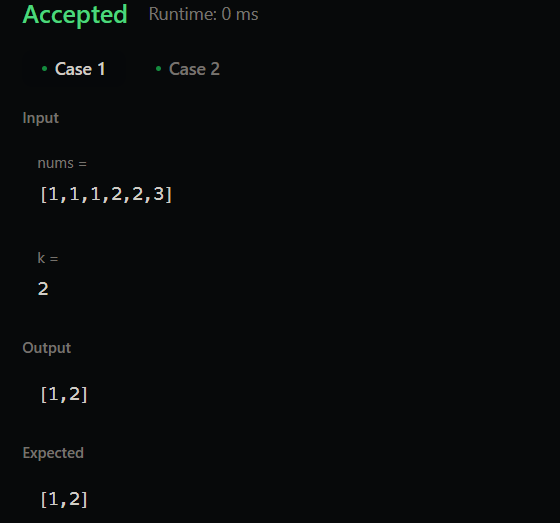 Accepted Runtime: 0 ms
Case 1 Case 2
Input
nums =
[1,1,1,2,2,3]
k =
2
Output
[1,2]
Expected
[1,2]